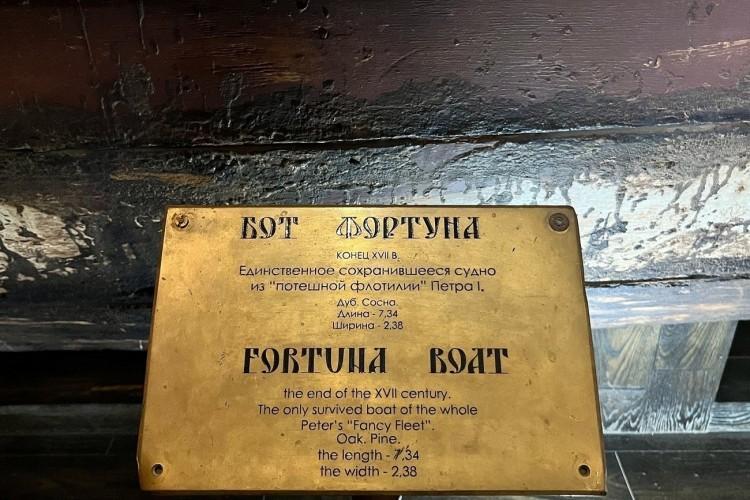 БОТ ФОРТУНА
КОНЕЦ XVII В.
Единственное сохранившееся судно
из "потешной флотилии" Петра I.
Дуб. Сосна.
Длина - 7,34
Ширина - 2,38
FORTUNA BOAT
the end of the XVII century.
The only survived boat of the whole
Peter's "Fancy Fleet".
Oak. Pine.
the length - 7,34
the width - 2,38